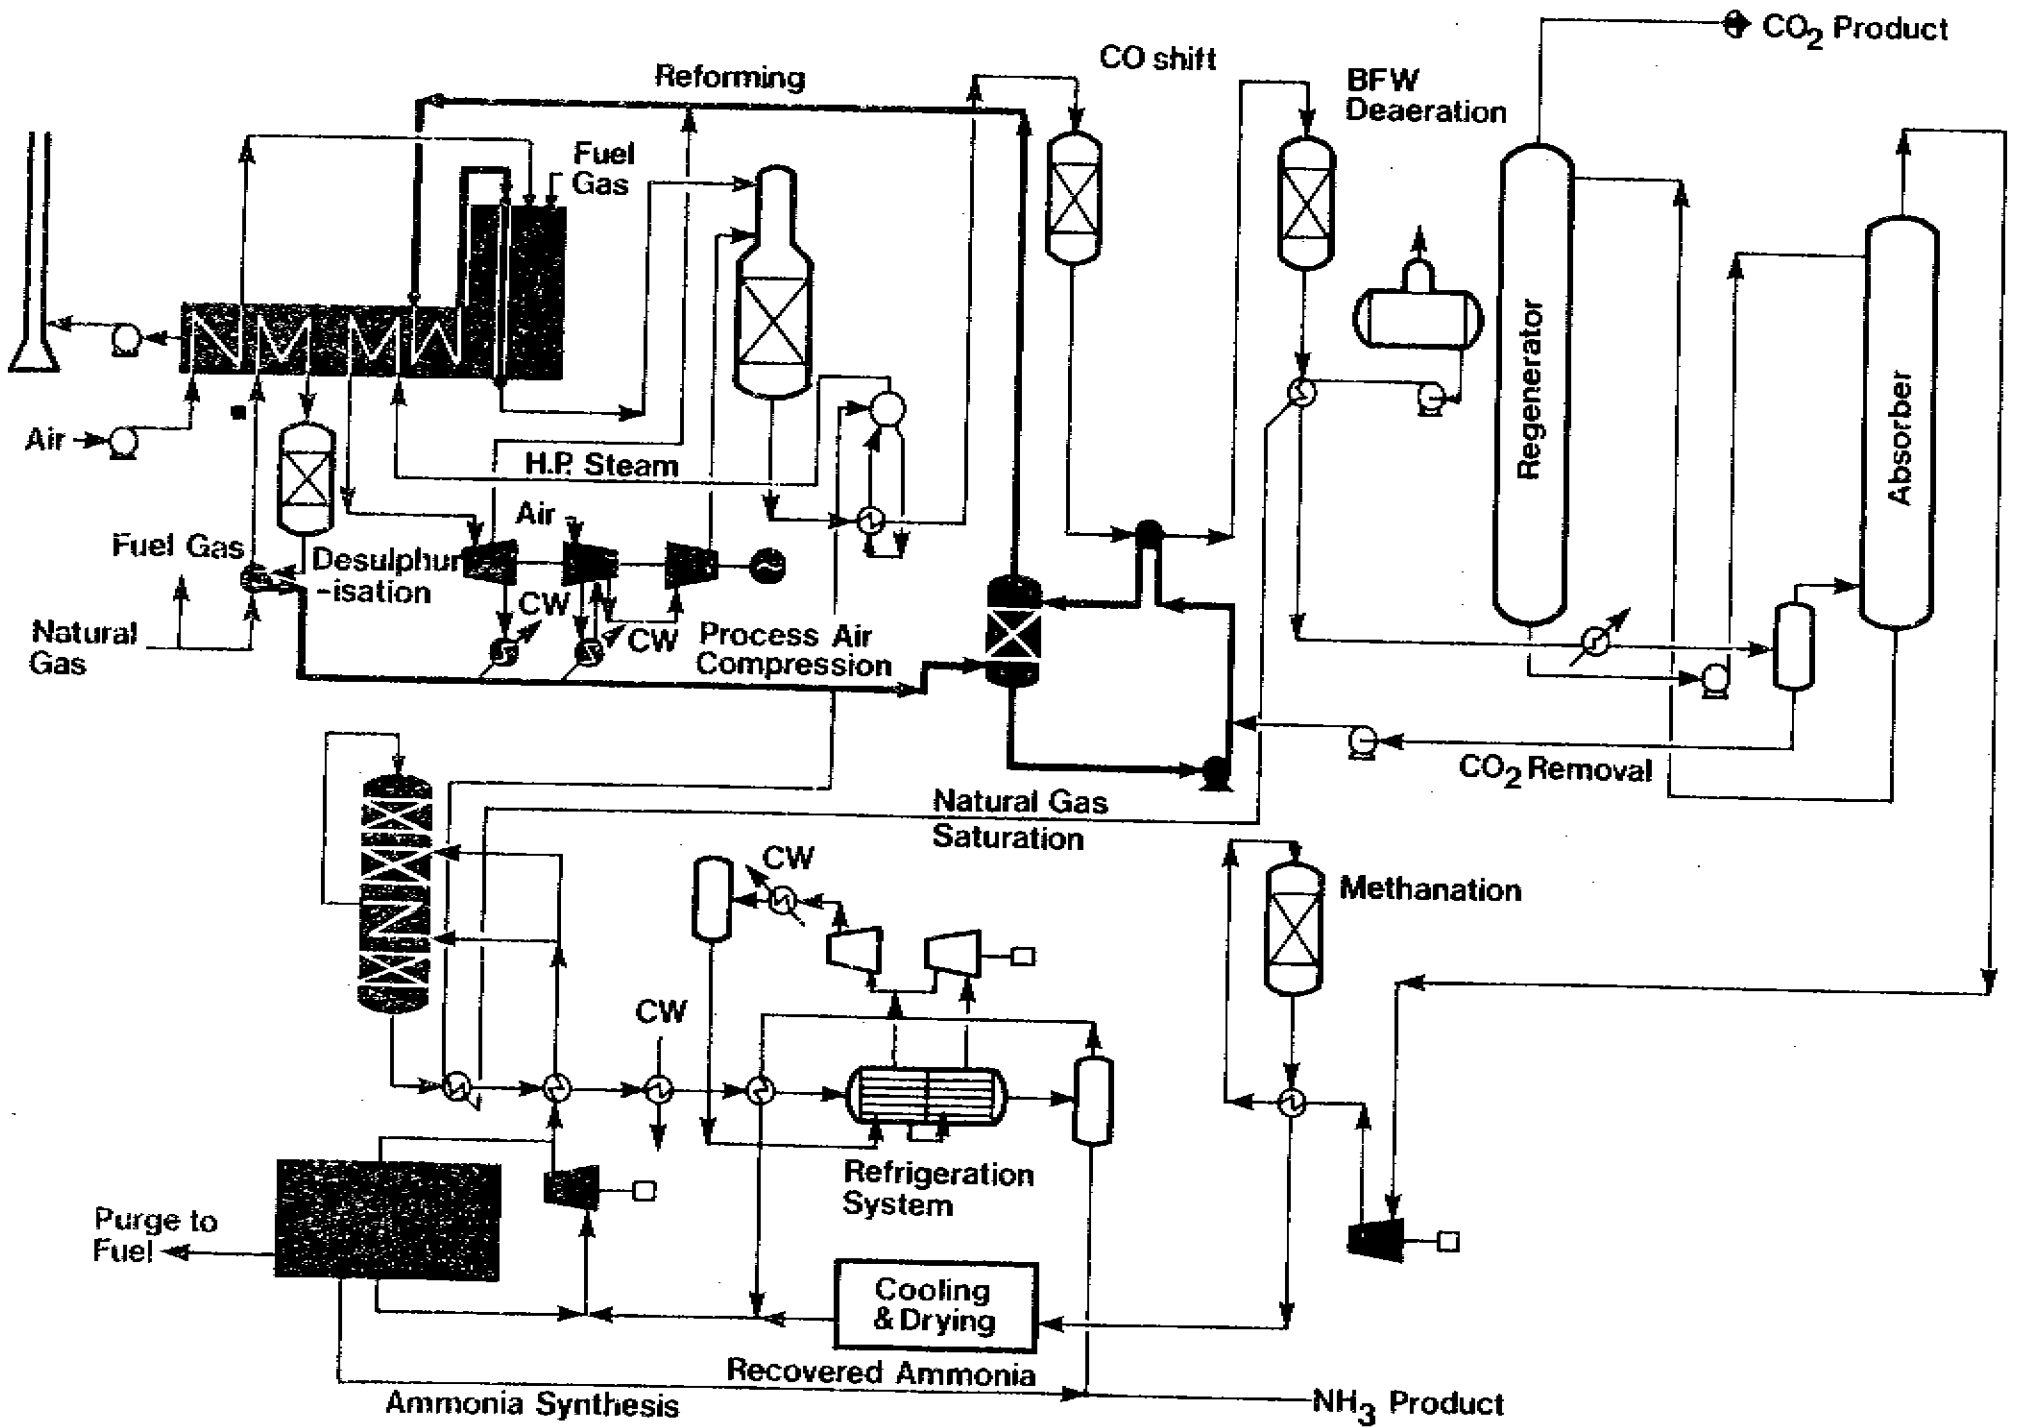 CO2 Product
CO shift
Reforming
BFW
Deaeration
Fuel
Gas
Regenerator
Absorber
Air
H.P. Steam
Air
Fuel Gas
Desulphur
-isation
CW
CW
Natural
Gas
Process Air
Compression
CO2 Removal
Natural Gas
Saturation
CW
Methanation
CW
Refrigeration
System
Purge to
Fuel
Cooling
& Drying
Recovered Ammonia
Ammonia Synthesis
NH3 Product